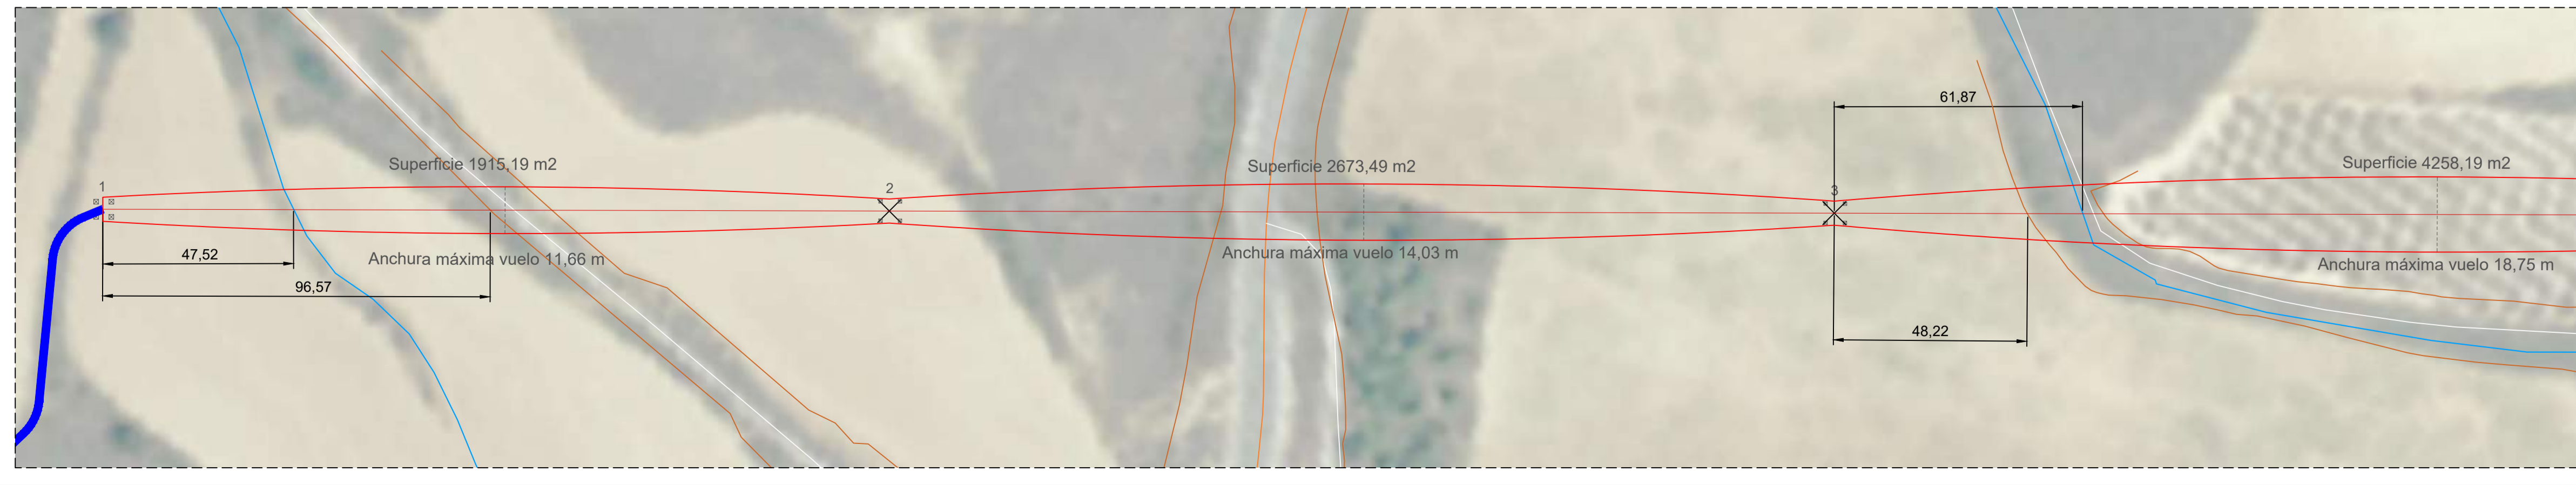 61,87
Superficie 1915,19 m2
Superficie 2673,49 m2
Superficie 4258,19 m2
1
2
3
47,52
Anchura máxima vuelo 11,66 m
Anchura máxima vuelo 14,03 m
Anchura máxima vuelo 18,75 m
96,57
48,22